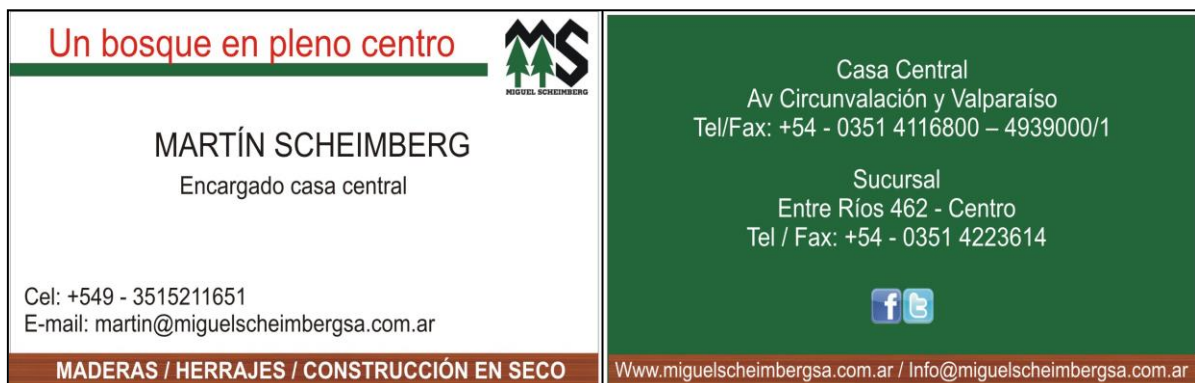 Un bosque en pleno centro
MS
MIGUEL SCHEIMBERG
MARTÍN SCHEIMBERG
Encargado casa central
Cel: +549 - 3515211651
E-mail: martin@miguelscheimbergsa.com.ar
MADERAS / HERRAJES / CONSTRUCCIÓN EN SECO
Casa Central
Av Circunvalación y Valparaíso
Tel/Fax: +54 - 0351 4116800 – 4939000/1
Sucursal
Entre Ríos 462 - Centro
Tel / Fax: +54 - 0351 4223614
f t
Www.miguelscheimbergsa.com.ar / Info@miguelscheimbergsa.com.ar